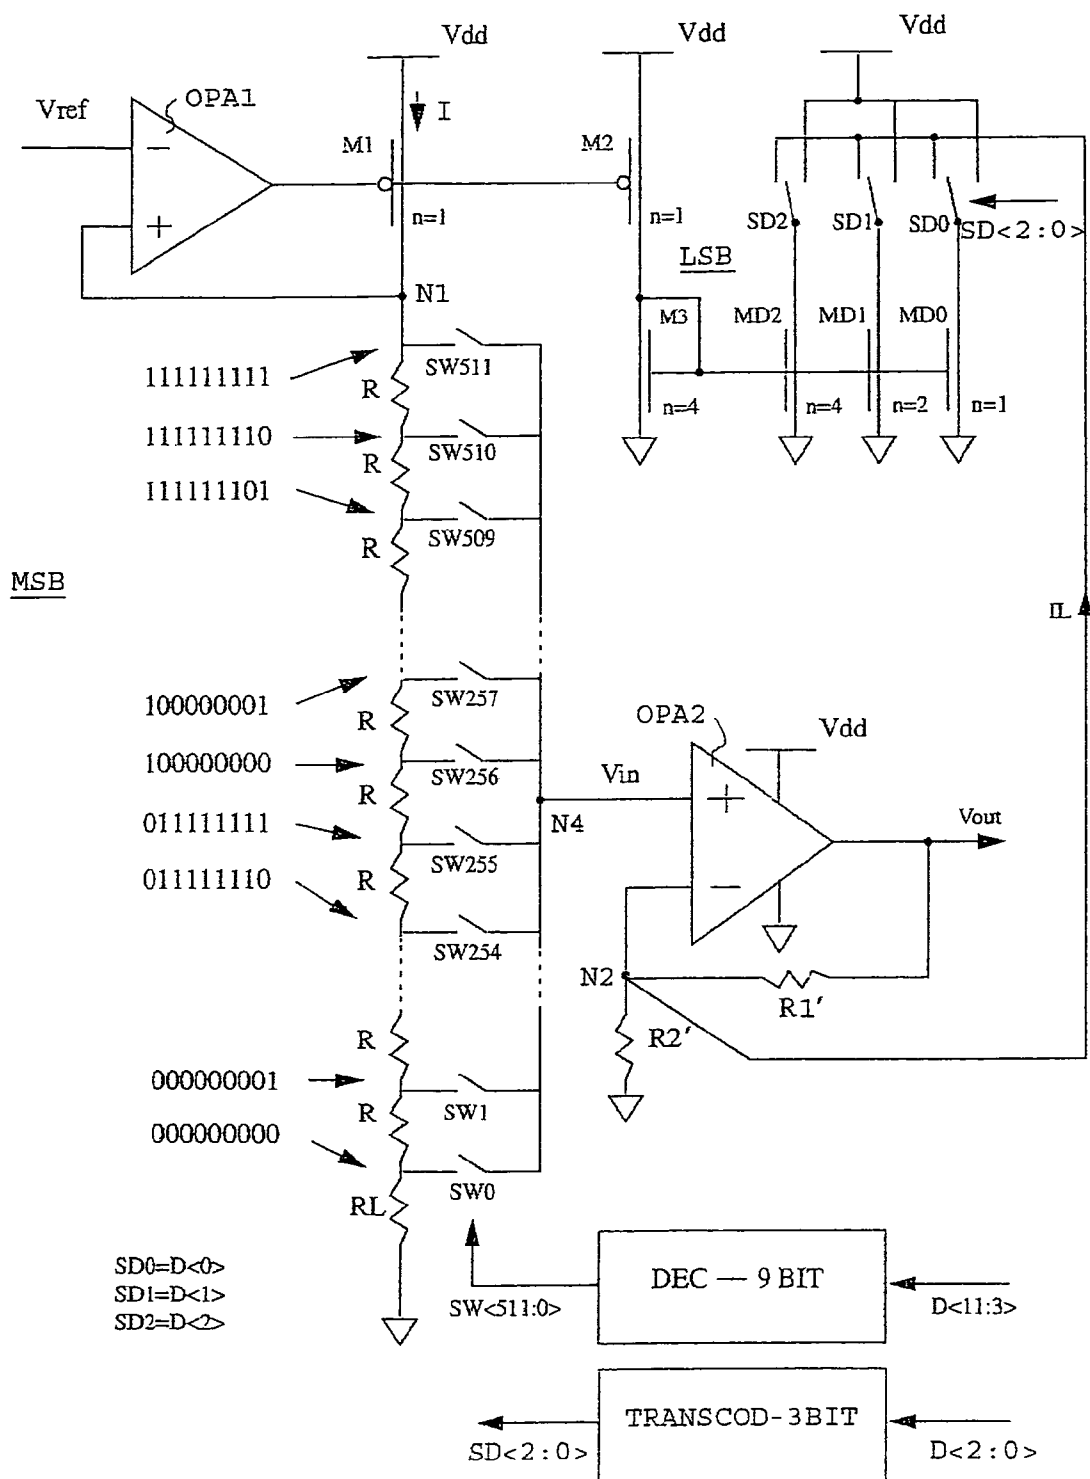 Vdd
Vdd
Vdd
OPA1
Vref
I
−
+
M1
n=1
M2
n=1
SD2
SD1
SD0
SD<2:0>
LSB
N1
M3
MD2
MD1
MD0
n=4
n=4
n=2
n=1
SW511
111111111
R
111111110
SW510
R
111111101
SW509
R
MSB
IL
SW257
100000001
R
OPA2
Vdd
100000000
SW256
Vin
+
R
N4
Vout
011111111
SW255
011111110
R
−
SW254
N2
R1'
R2'
R
000000001
SW1
R
000000000
SW0
RL
SD0=D<0>
SD1=D<1>
SD2=D<2>
SW<511:0>
DEC — 9 BIT
D<11:3>
SD<2:0>
TRANSCOD-3BIT
D<2:0>